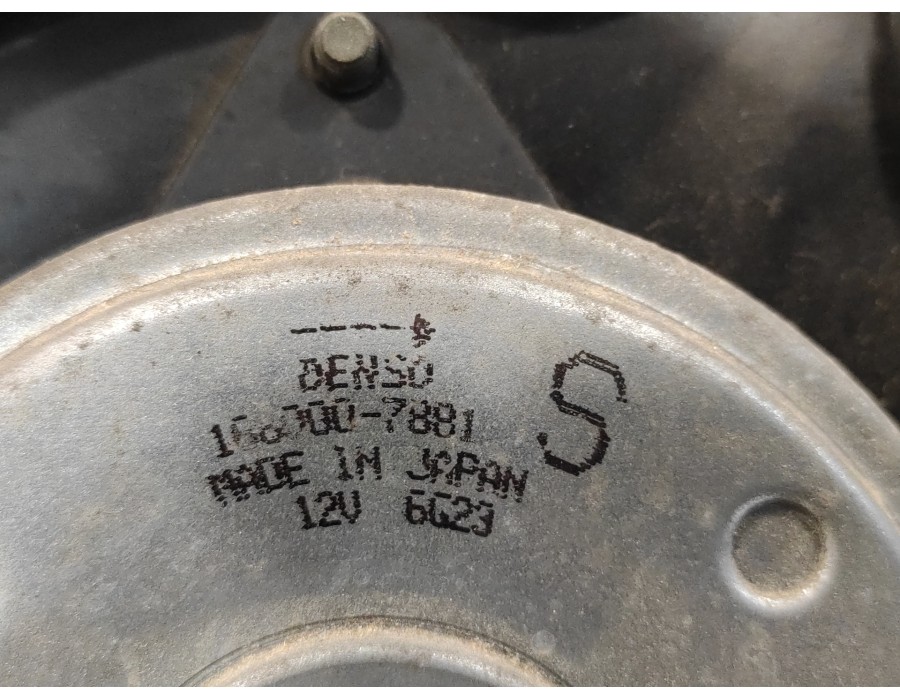 DENSO
168000-7881
MADE IN JAPAN
12V 6G23
S